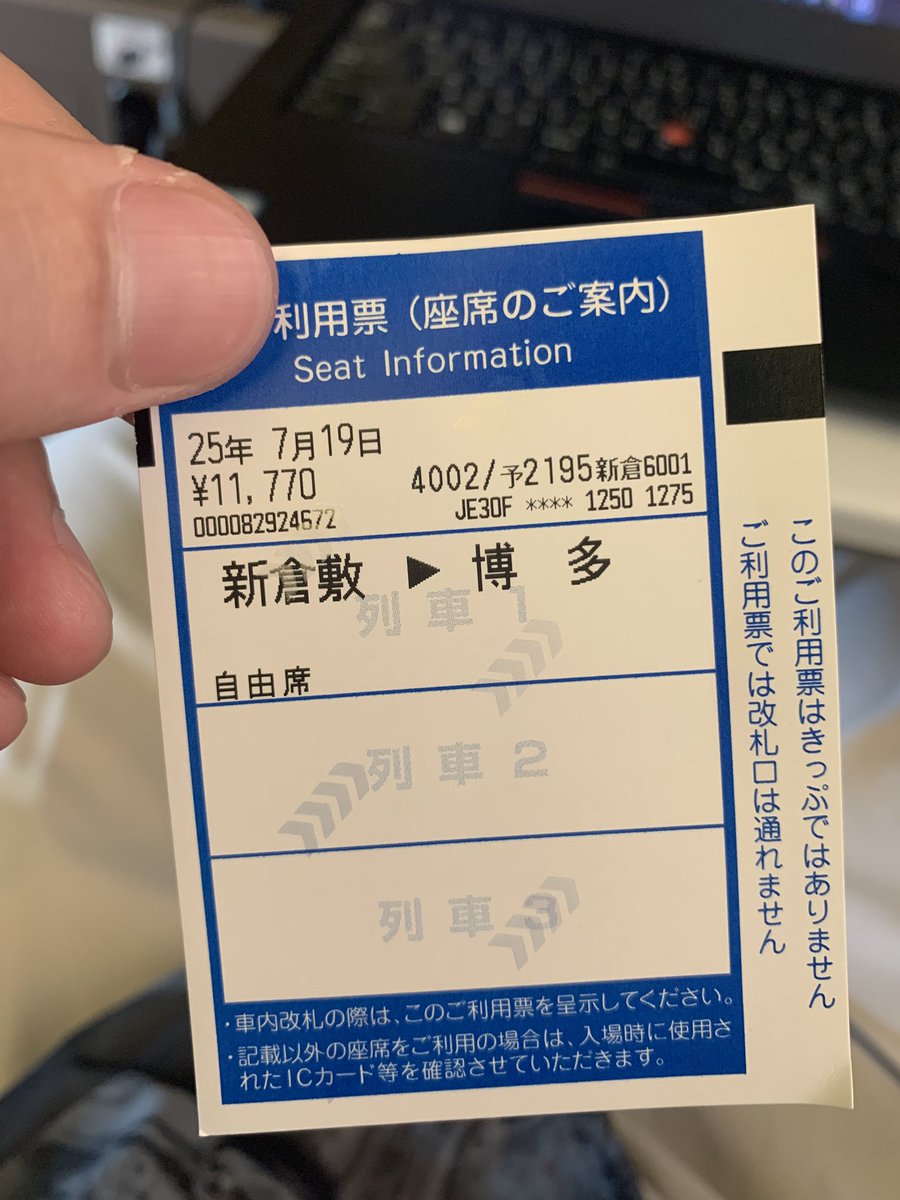 利用票（座席のご案内）
Seat Information
25年 7月19日
¥11,770
4002/予2195新倉6001
000082924672
JE30F **** 1250 1275
新倉敷 ▶ 博 多
列車1
自由席
列車2
列車3
・車内改札の際は、このご利用票を呈示してください。
・記載以外の座席をご利用の場合は、入場時に使用さ
れたICカード等を確認させていただきます。
このご利用票はきっぷではありません
ご利用票では改札口は通れません